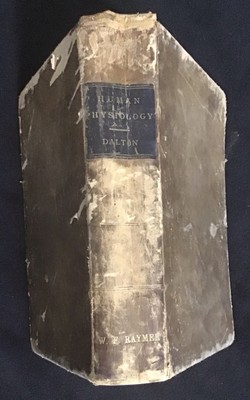 HUMAN
PHYSIOLOGY
DALTON
W. F. RAYMER